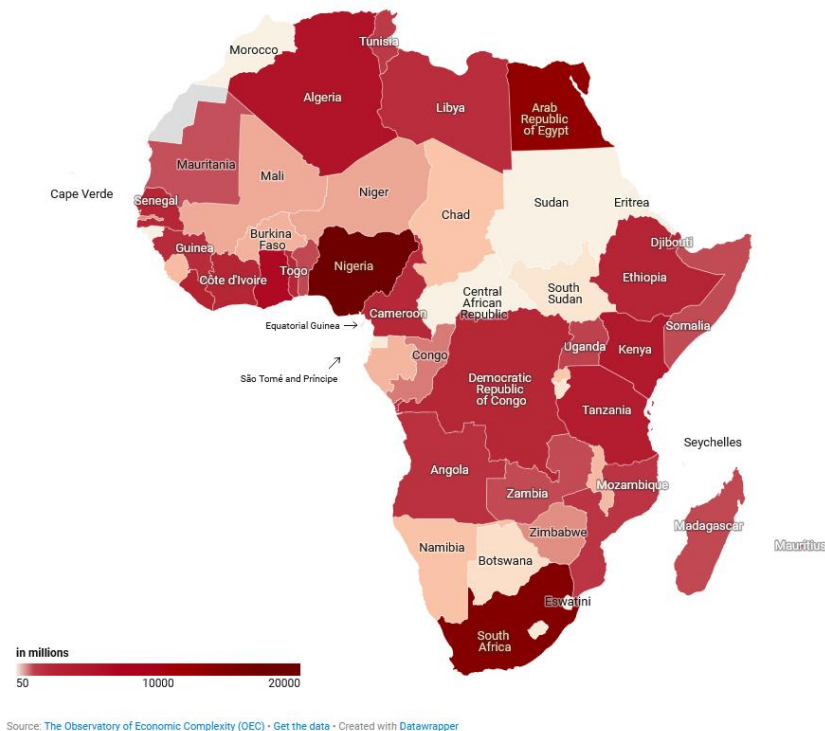 Morocco
Tunisia
Algeria
Libya
Arab
Republic
of Egypt
Mauritania
Mali
Niger
Chad
Sudan
Eritrea
Cape Verde
Senegal
Burkina
Faso
Guinea
Côte d'Ivoire
Togo
Nigeria
Djibouti
Ethiopia
South
Sudan
Central
African
Republic
Cameroon
Somalia
Equatorial Guinea
Uganda
Kenya
Congo
São Tomé and Príncipe
Democratic
Republic
of Congo
Tanzania
Seychelles
Angola
Zambia
Mozambique
Zimbabwe
Madagascar
Mauritius
Namibia
Botswana
Eswatini
South
Africa
in millions
50 10000 20000
Source: The Observatory of Economic Complexity (OEC) • Get the data • Created with Datawrapper